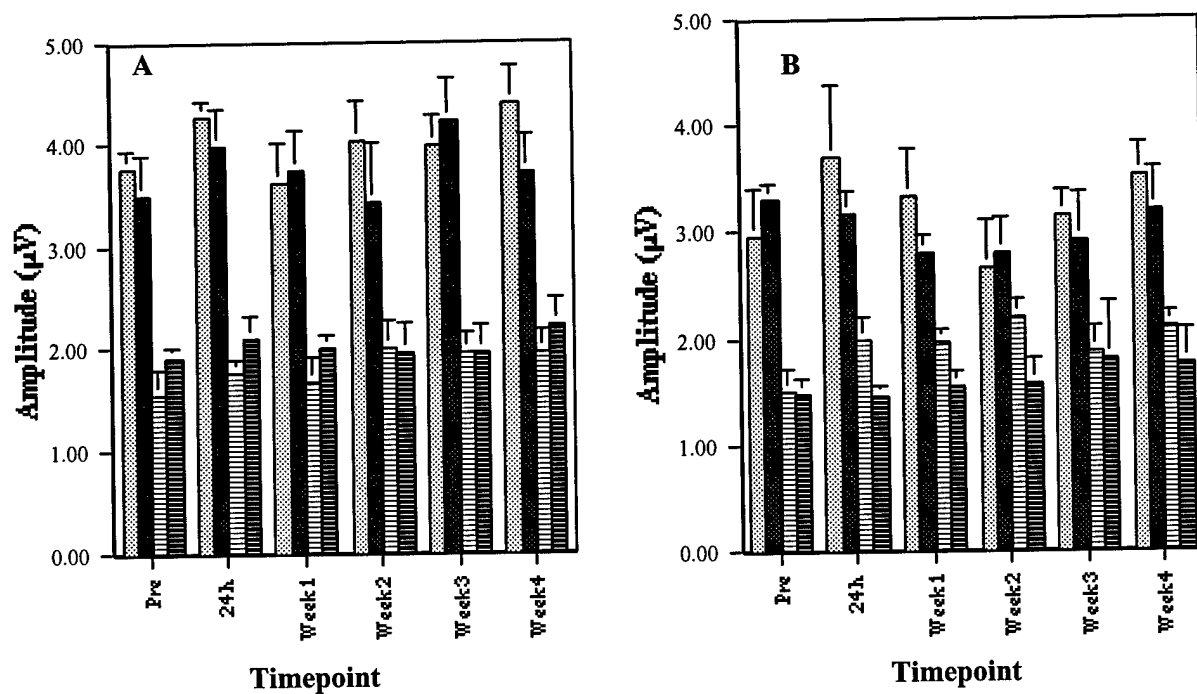 A
5.00
4.00
3.00
2.00
1.00
0.00
Amplitude (µV)
Pre
24h
Week1
Week2
Week3
Week4
Timepoint
B
5.00
4.00
3.00
2.00
1.00
0.00
Amplitude (µV)
Pre
24h
Week1
Week2
Week3
Week4
Timepoint